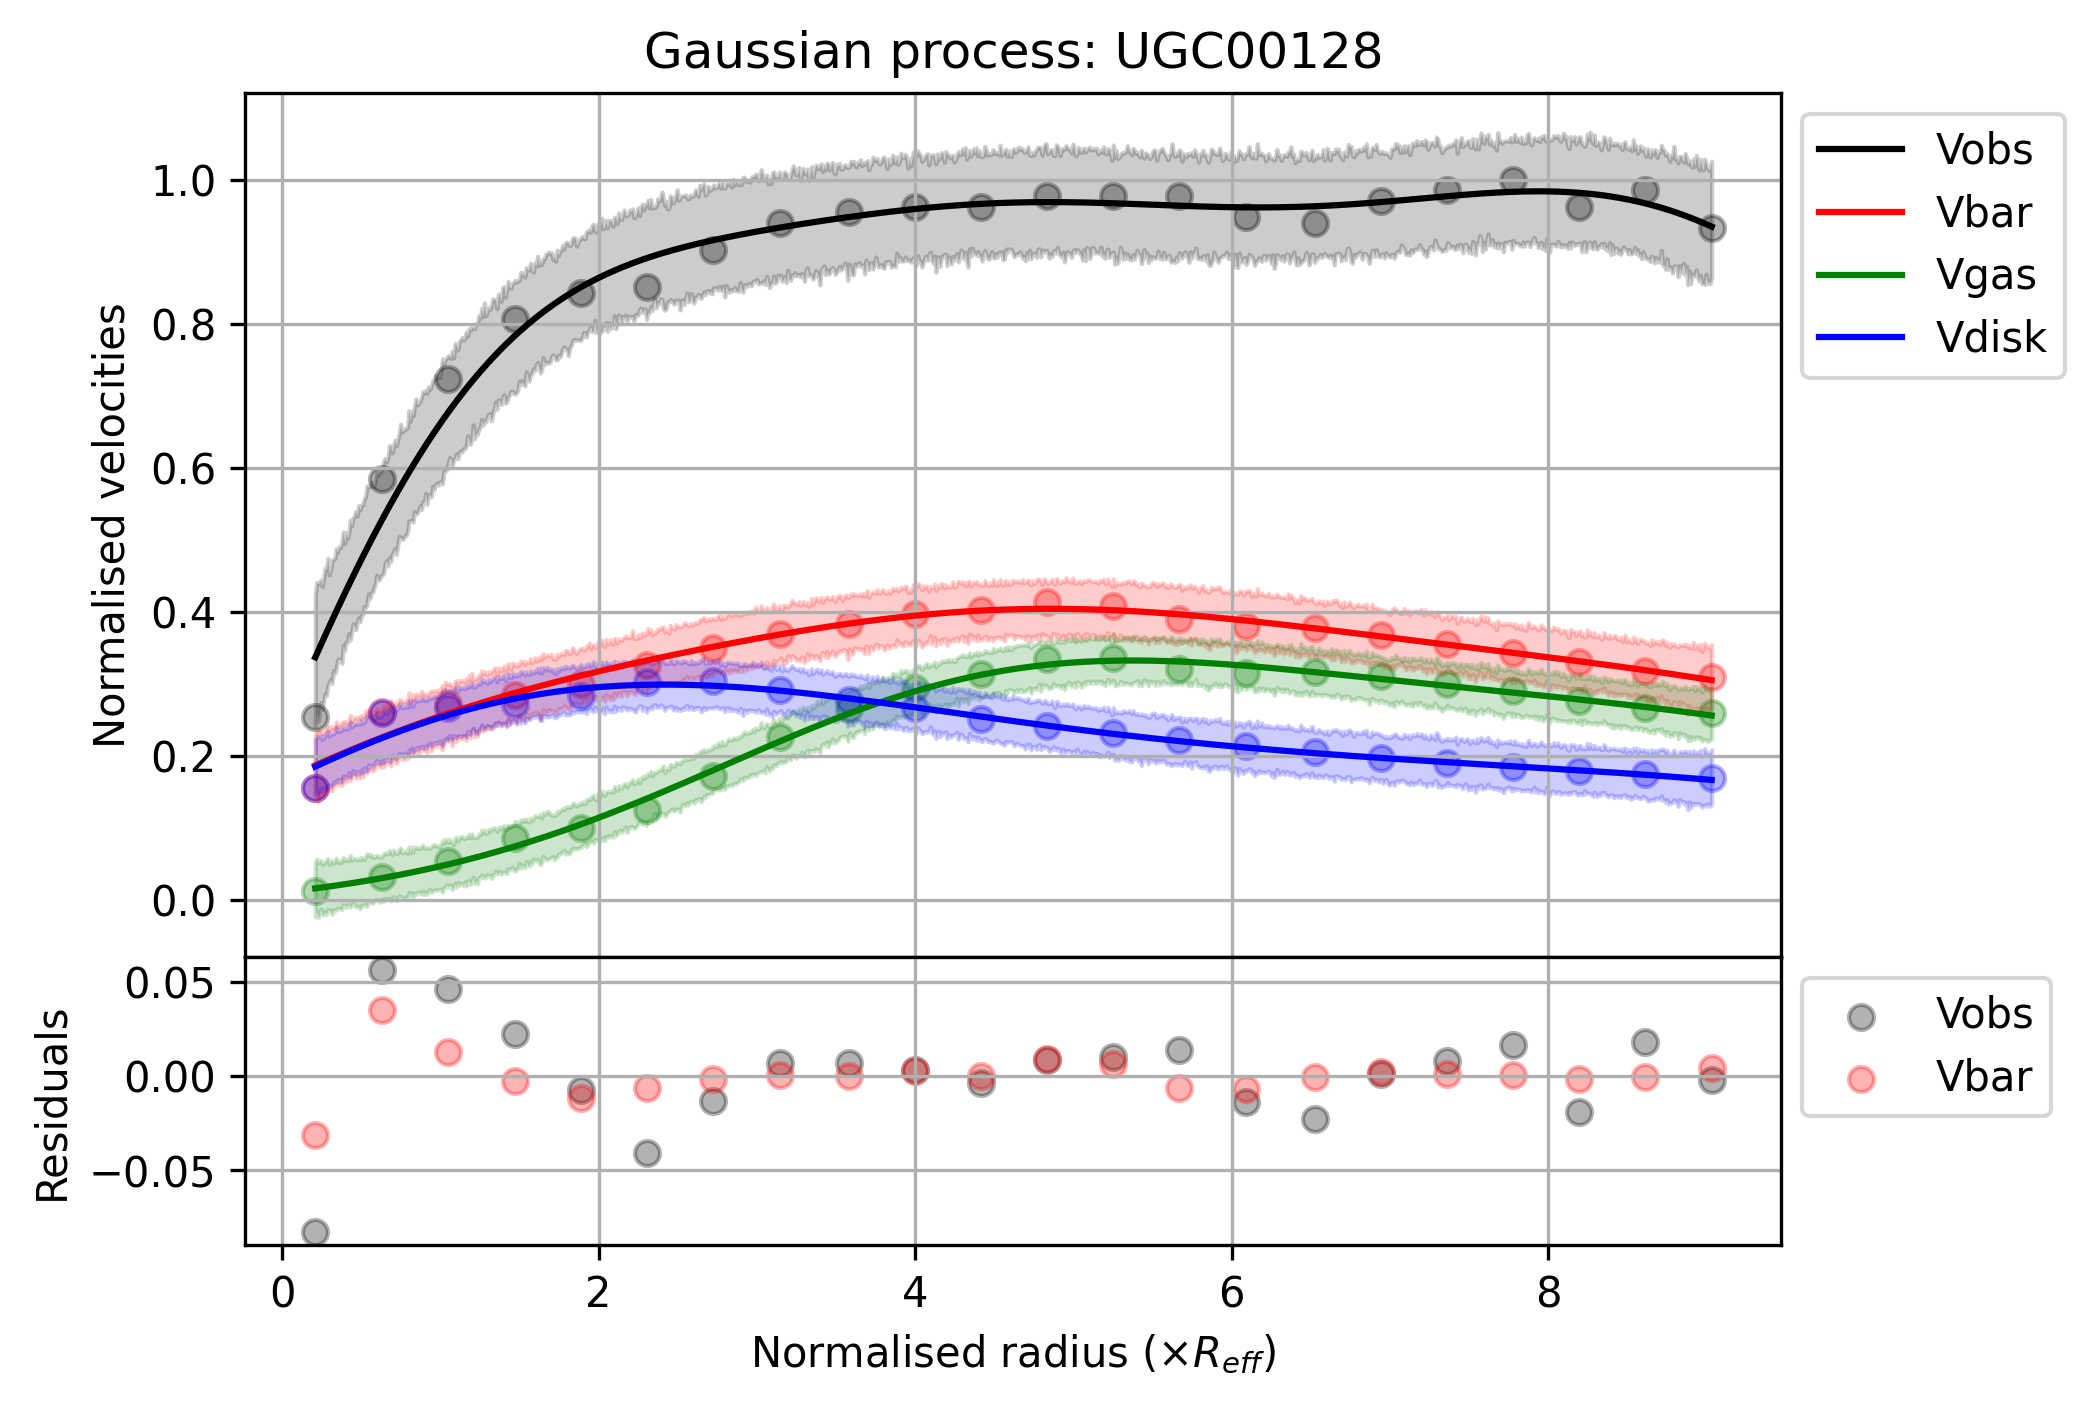 Gaussian process: UGC00128
Normalised velocities
1.0
0.8
0.6
0.4
0.2
0.0
Vobs
Vbar
Vgas
Vdisk
Residuals
0.05
0.00
−0.05
Vobs
Vbar
0
2
4
6
8
Normalised radius (×R_eff)